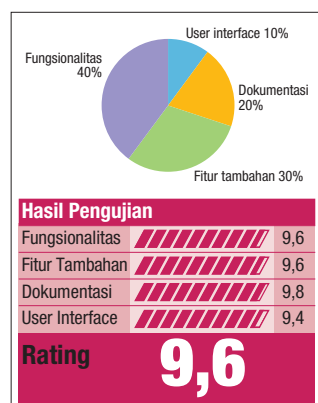 User interface 10%
Fungsionalitas
40%
Dokumentasi
20%
Fitur tambahan 30%
Hasil Pengujian
Fungsionalitas 9,6
Fitur Tambahan 9,6
Dokumentasi 9,8
User Interface 9,4
Rating 9,6